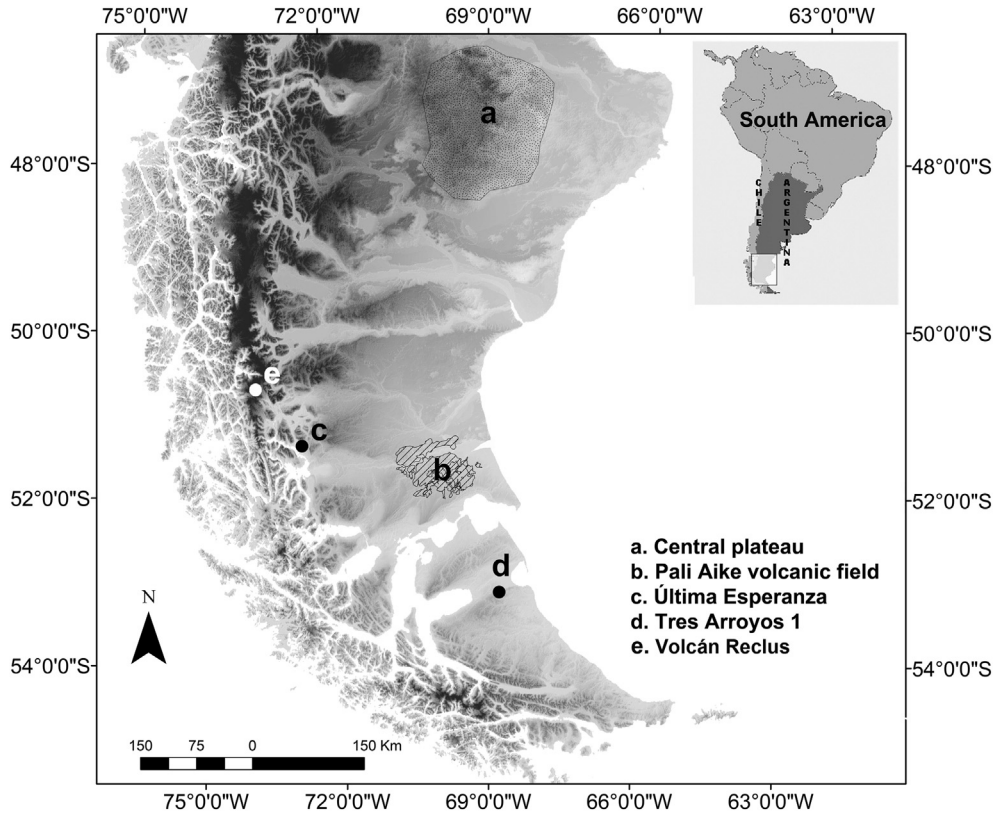 75°0'0"W 72°0'0"W 69°0'0"W 66°0'0"W 63°0'0"W
a
South America
CHILE
ARGENTINA
48°0'0"S 48°0'0"S
50°0'0"S 50°0'0"S
e
c
b
52°0'0"S 52°0'0"S
d
a. Central plateau
b. Pali Aike volcanic field
c. Última Esperanza
d. Tres Arroyos 1
e. Volcán Reclus
N
54°0'0"S 54°0'0"S
150 75 0 150 Km
75°0'0"W 72°0'0"W 69°0'0"W 66°0'0"W 63°0'0"W